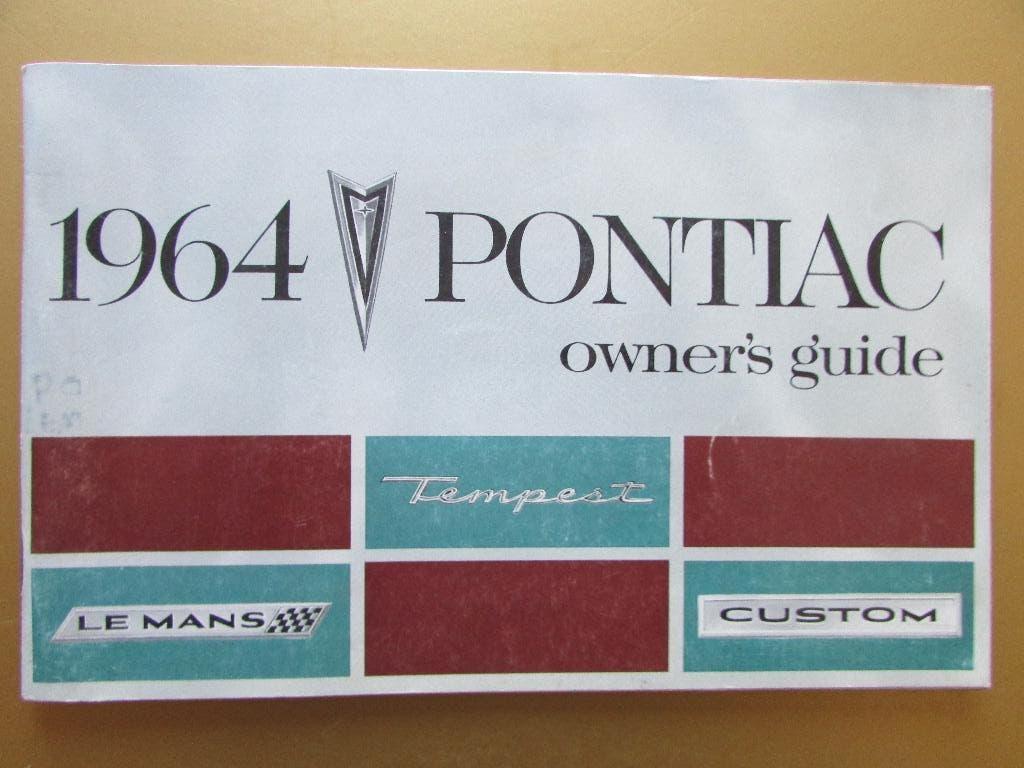 1964 PONTIAC
owner's guide
Tempest
LE MANS
CUSTOM